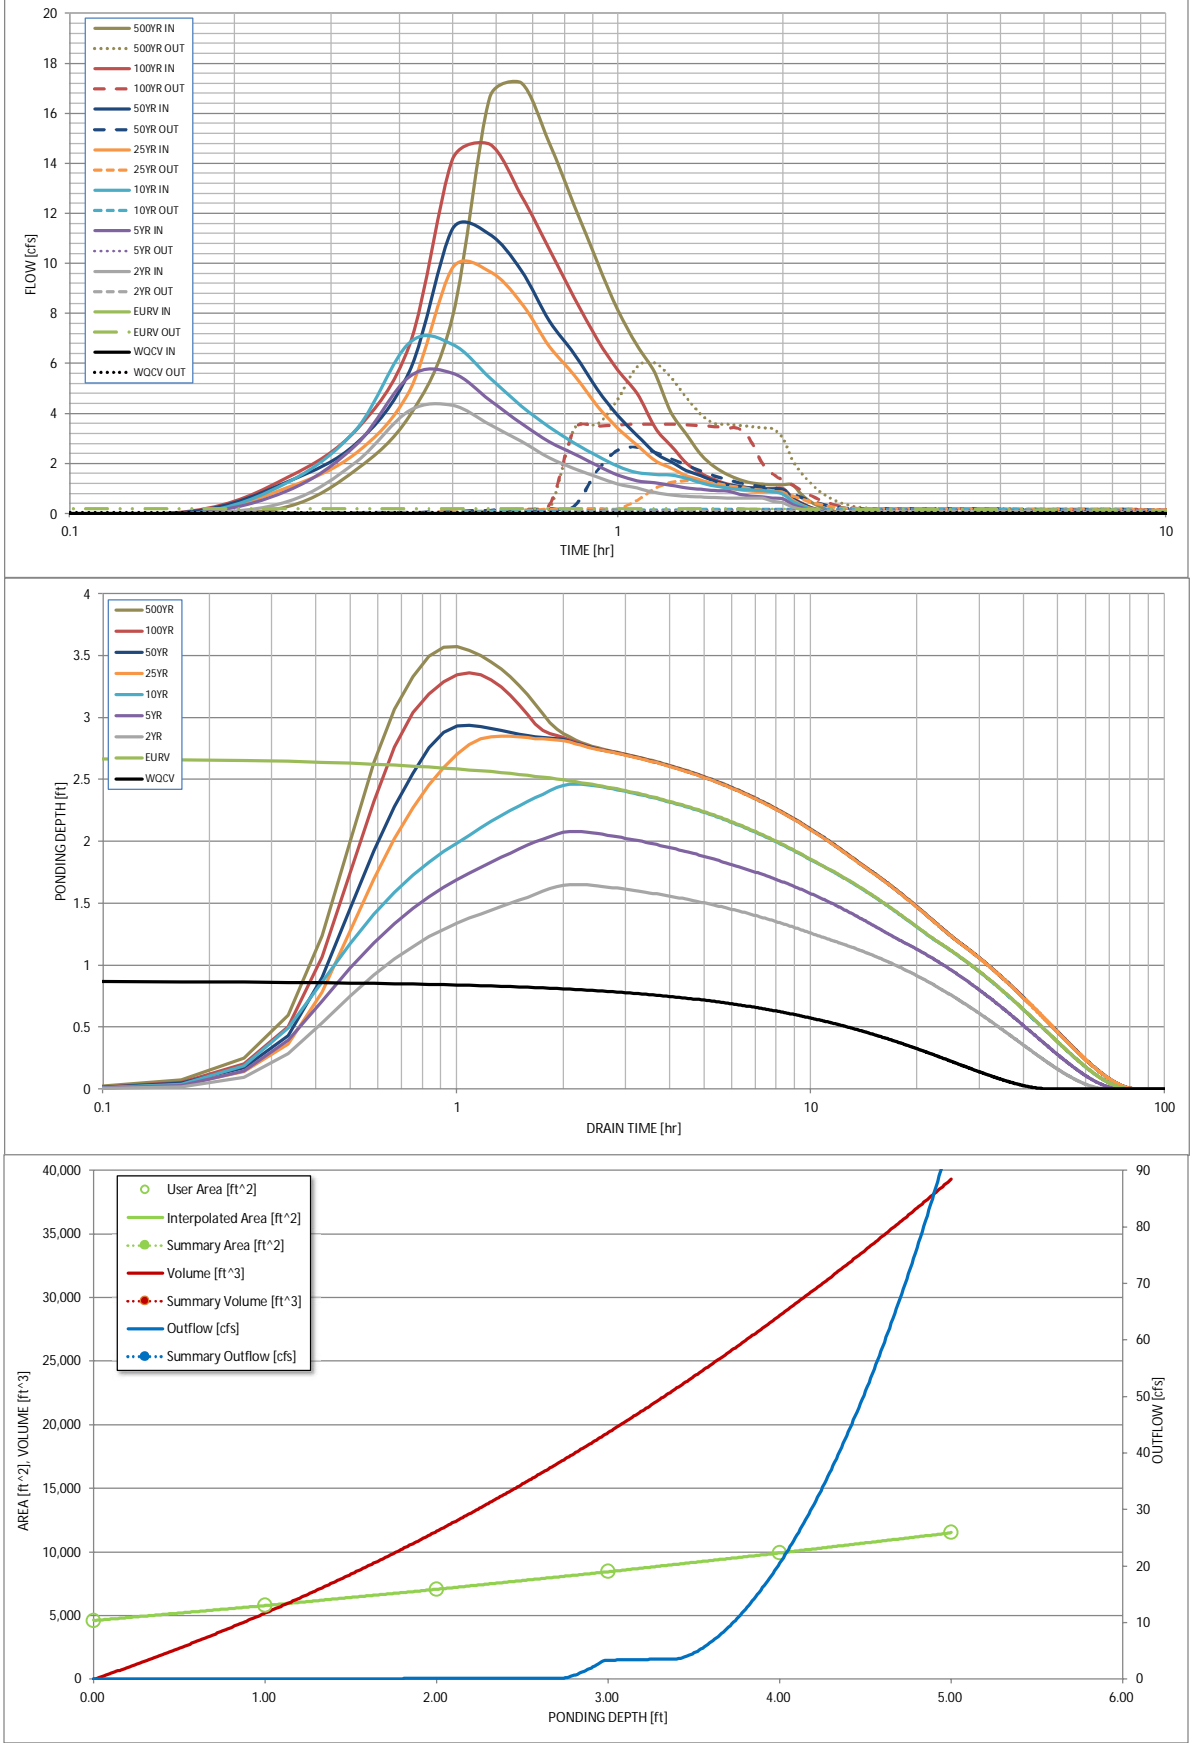 20
18
16
14
12
10
8
6
4
2
0
FLOW [cfs]
500YR IN
500YR OUT
100YR IN
100YR OUT
50YR IN
50YR OUT
25YR IN
25YR OUT
10YR IN
10YR OUT
5YR IN
5YR OUT
2YR IN
2YR OUT
EURV IN
EURV OUT
WQCV IN
WQCV OUT
0.1
1
10
TIME [hr]
4
3.5
3
2.5
2
1.5
1
0.5
0
PONDING DEPTH [ft]
500YR
100YR
50YR
25YR
10YR
5YR
2YR
EURV
WQCV
0.1
1
10
100
DRAIN TIME [hr]
40,000
35,000
30,000
25,000
20,000
15,000
10,000
5,000
0
AREA [ft^2], VOLUME [ft^3]
User Area [ft^2]
Interpolated Area [ft^2]
Summary Area [ft^2]
Volume [ft^3]
Summary Volume [ft^3]
Outflow [cfs]
Summary Outflow [cfs]
90
80
70
60
50
40
30
20
10
0
OUTFLOW [cfs]
0.00
1.00
2.00
3.00
4.00
5.00
6.00
PONDING DEPTH [ft]